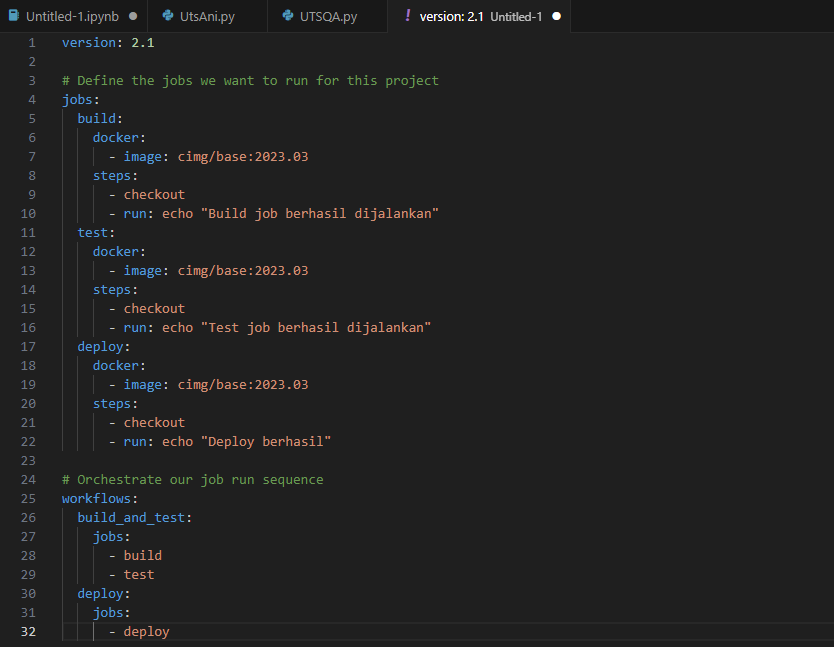 Untitled-1.ipynb
UtsAni.py
UTSQA.py
! version: 2.1 Untitled-1
1 version: 2.1
2
3 # Define the jobs we want to run for this project
4 jobs:
5   build:
6     docker:
7       - image: cimg/base:2023.03
8     steps:
9       - checkout
10       - run: echo "Build job berhasil dijalankan"
11   test:
12     docker:
13       - image: cimg/base:2023.03
14     steps:
15       - checkout
16       - run: echo "Test job berhasil dijalankan"
17   deploy:
18     docker:
19       - image: cimg/base:2023.03
20     steps:
21       - checkout
22       - run: echo "Deploy berhasil"
23
24 # Orchestrate our job run sequence
25 workflows:
26   build_and_test:
27     jobs:
28       - build
29       - test
30   deploy:
31     jobs:
32       - deploy